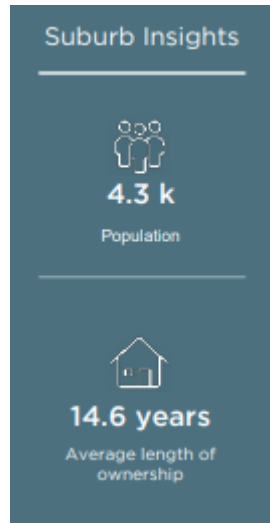 Suburb Insights
4.3 k
Population
14.6 years
Average length of
ownership